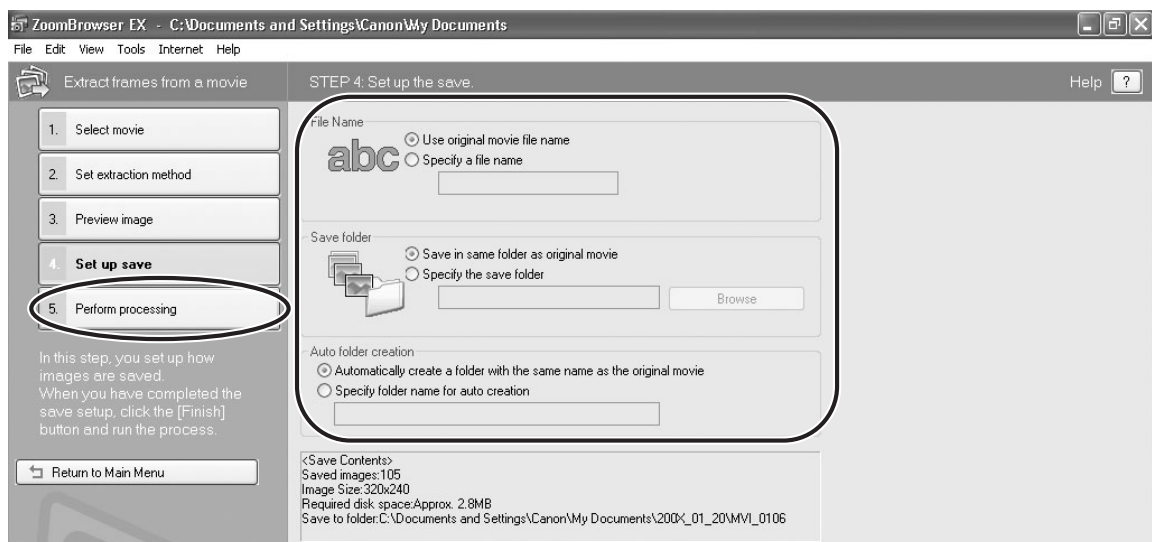 ZoomBrowser EX - C:\Documents and Settings\Canon\My Documents
File Edit View Tools Internet Help
Extract frames from a movie
STEP 4: Set up the save.
Help ?
1. Select movie
2. Set extraction method
3. Preview image
4. Set up save
5. Perform processing
In this step, you set up how
images are saved.
When you have completed the
save setup, click the [Finish]
button and run the process.
Return to Main Menu
File Name
abc
Use original movie file name
Specify a file name
Save folder
Save in same folder as original movie
Specify the save folder
Browse
Auto folder creation
Automatically create a folder with the same name as the original movie
Specify folder name for auto creation
<Save Contents>
Saved images:105
Image Size:320x240
Required disk space:Approx. 2.8MB
Save to folder:C:\Documents and Settings\Canon\My Documents\200X_01_20\MVI_0106